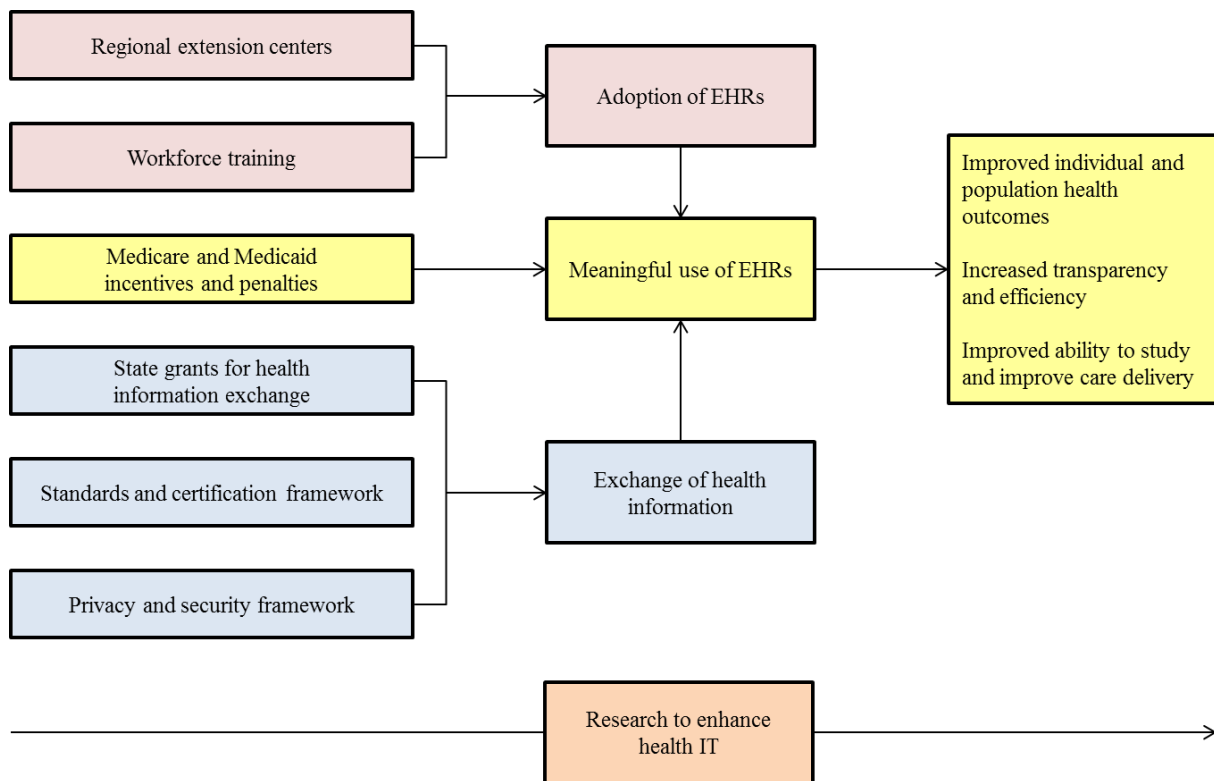 Regional extension centers
Workforce training
Medicare and Medicaid
incentives and penalties
State grants for health
information exchange
Standards and certification framework
Privacy and security framework
Adoption of EHRs
Meaningful use of EHRs
Exchange of health
information
Improved individual and
population health
outcomes
Increased transparency
and efficiency
Improved ability to study
and improve care delivery
Research to enhance
health IT